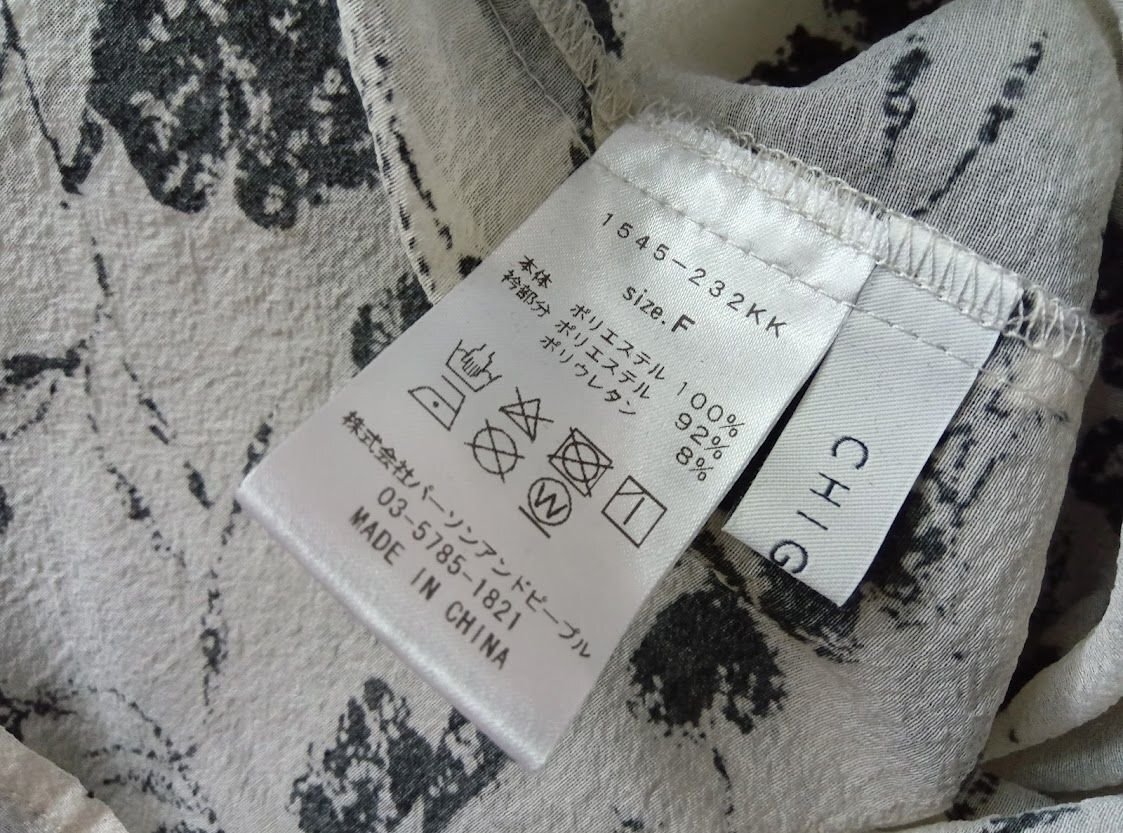 1545-232KK
size.F
本体 ポリエステル 100%
衿部分 ポリエステル 92%
ポリウレタン 8%
W
株式会社パーソンアンドピープル
03-5785-1821
MADE IN CHINA
CHIG